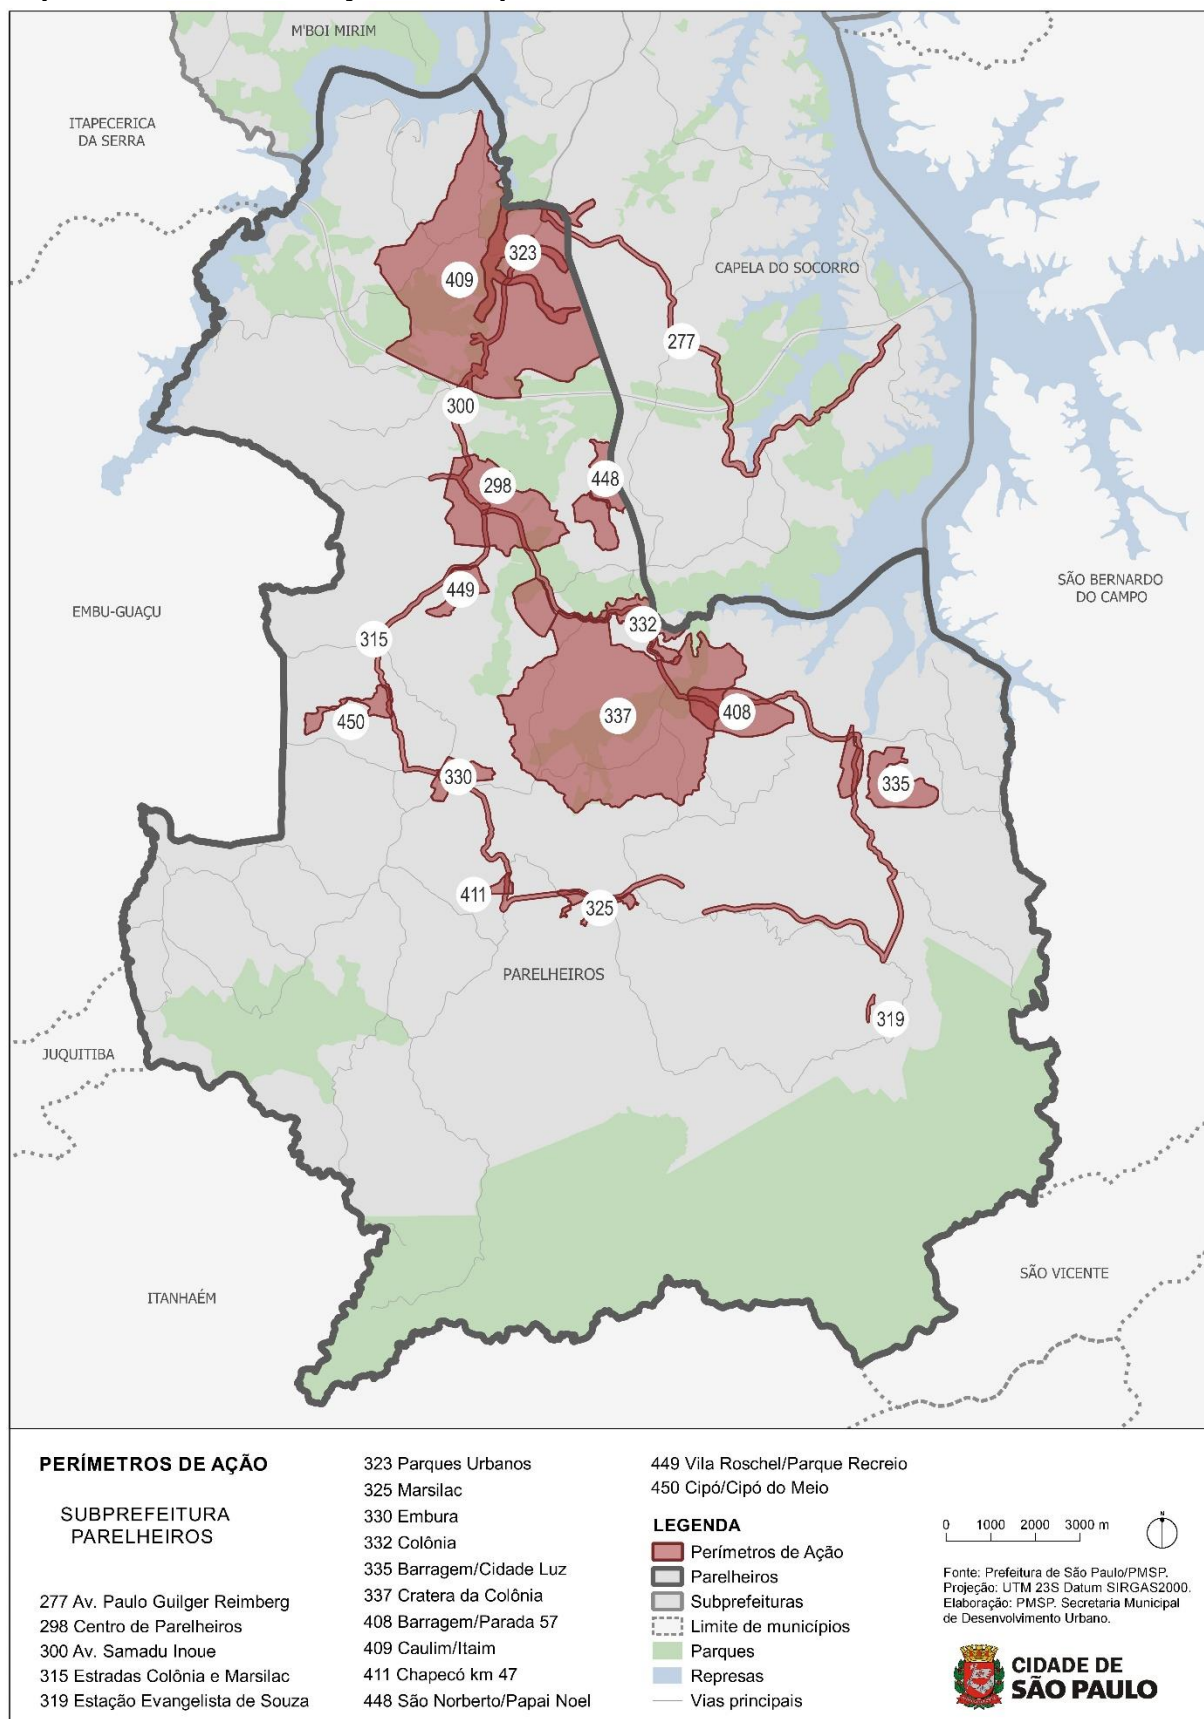 M'BOI MIRIM
ITAPECERICA
DA SERRA
323
409
CAPELA DO SOCORRO
277
300
298
448
SÃO BERNARDO
DO CAMPO
449
EMBU-GUAÇU
332
315
337
408
450
330
335
411
325
PARELHEIROS
319
JUQUITIBA
SÃO VICENTE
ITANHAÉM
PERÍMETROS DE AÇÃO
SUBPREFEITURA
PARELHEIROS
277 Av. Paulo Guilger Reimberg
298 Centro de Parelheiros
300 Av. Samadu Inoue
315 Estradas Colônia e Marsilac
319 Estação Evangelista de Souza
323 Parques Urbanos
325 Marsilac
330 Embura
332 Colônia
335 Barragem/Cidade Luz
337 Cratera da Colônia
408 Barragem/Parada 57
409 Caulim/Itaim
411 Chapecó km 47
448 São Norberto/Papai Noel
449 Vila Roschel/Parque Recreio
450 Cipó/Cipó do Meio
LEGENDA
Perímetros de Ação
Parelheiros
Subprefeituras
Limite de municípios
Parques
Represas
Vias principais
0 1000 2000 3000 m
N
Fonte: Prefeitura de São Paulo/PMSP.
Projeção: UTM 23S Datum SIRGAS2000.
Elaboração: PMSP. Secretaria Municipal
de Desenvolvimento Urbano.
CIDADE DE
SÃO PAULO